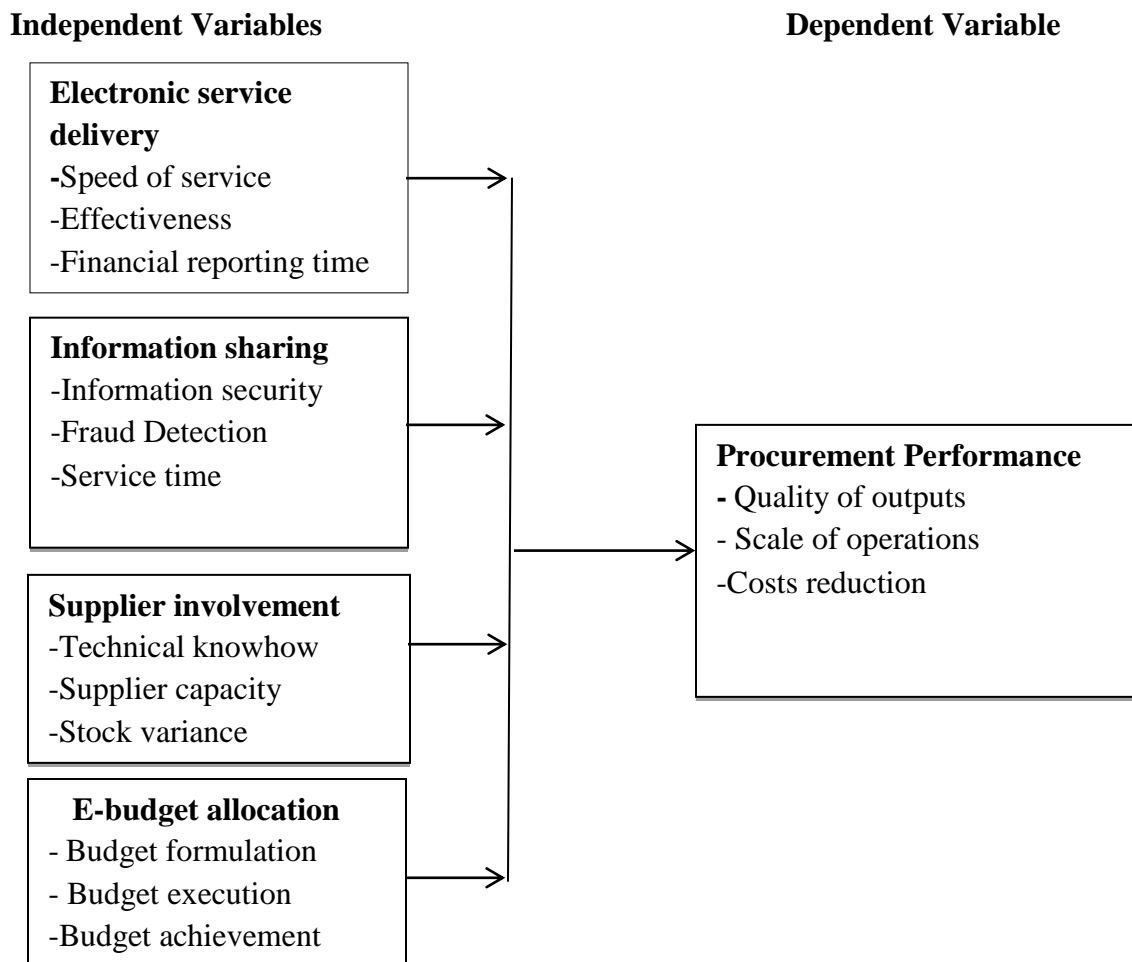 Independent Variables
Dependent Variable
Electronic service
delivery
-Speed of service
-Effectiveness
-Financial reporting time
Information sharing
-Information security
-Fraud Detection
-Service time
Supplier involvement
-Technical knowhow
-Supplier capacity
-Stock variance
E-budget allocation
- Budget formulation
- Budget execution
-Budget achievement
Procurement Performance
- Quality of outputs
- Scale of operations
-Costs reduction